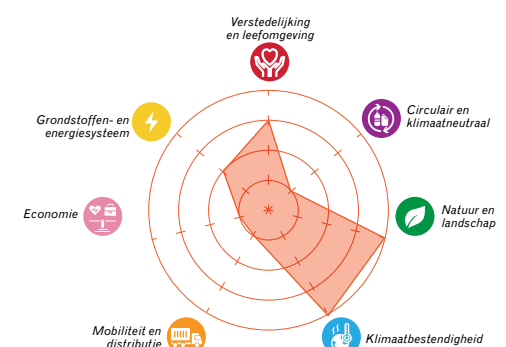 Verstedelijking
en leefomgeving
Grondstoffen- en
energiesysteem
Circulair en
klimaatneutraal
Economie
Natuur en
landschap
Mobiliteit en
distributie
Klimaatbestendigheid